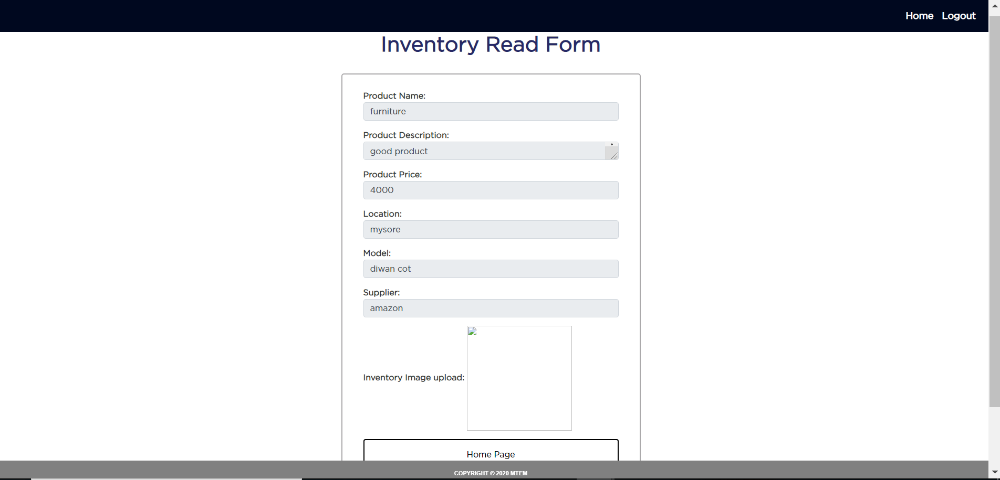 Home Logout
Inventory Read Form
Product Name:
furniture
Product Description:
good product
Product Price:
4000
Location:
mysore
Model:
diwan cot
Supplier:
amazon
Inventory Image upload:
Home Page
COPYRIGHT © 2020 MTEM